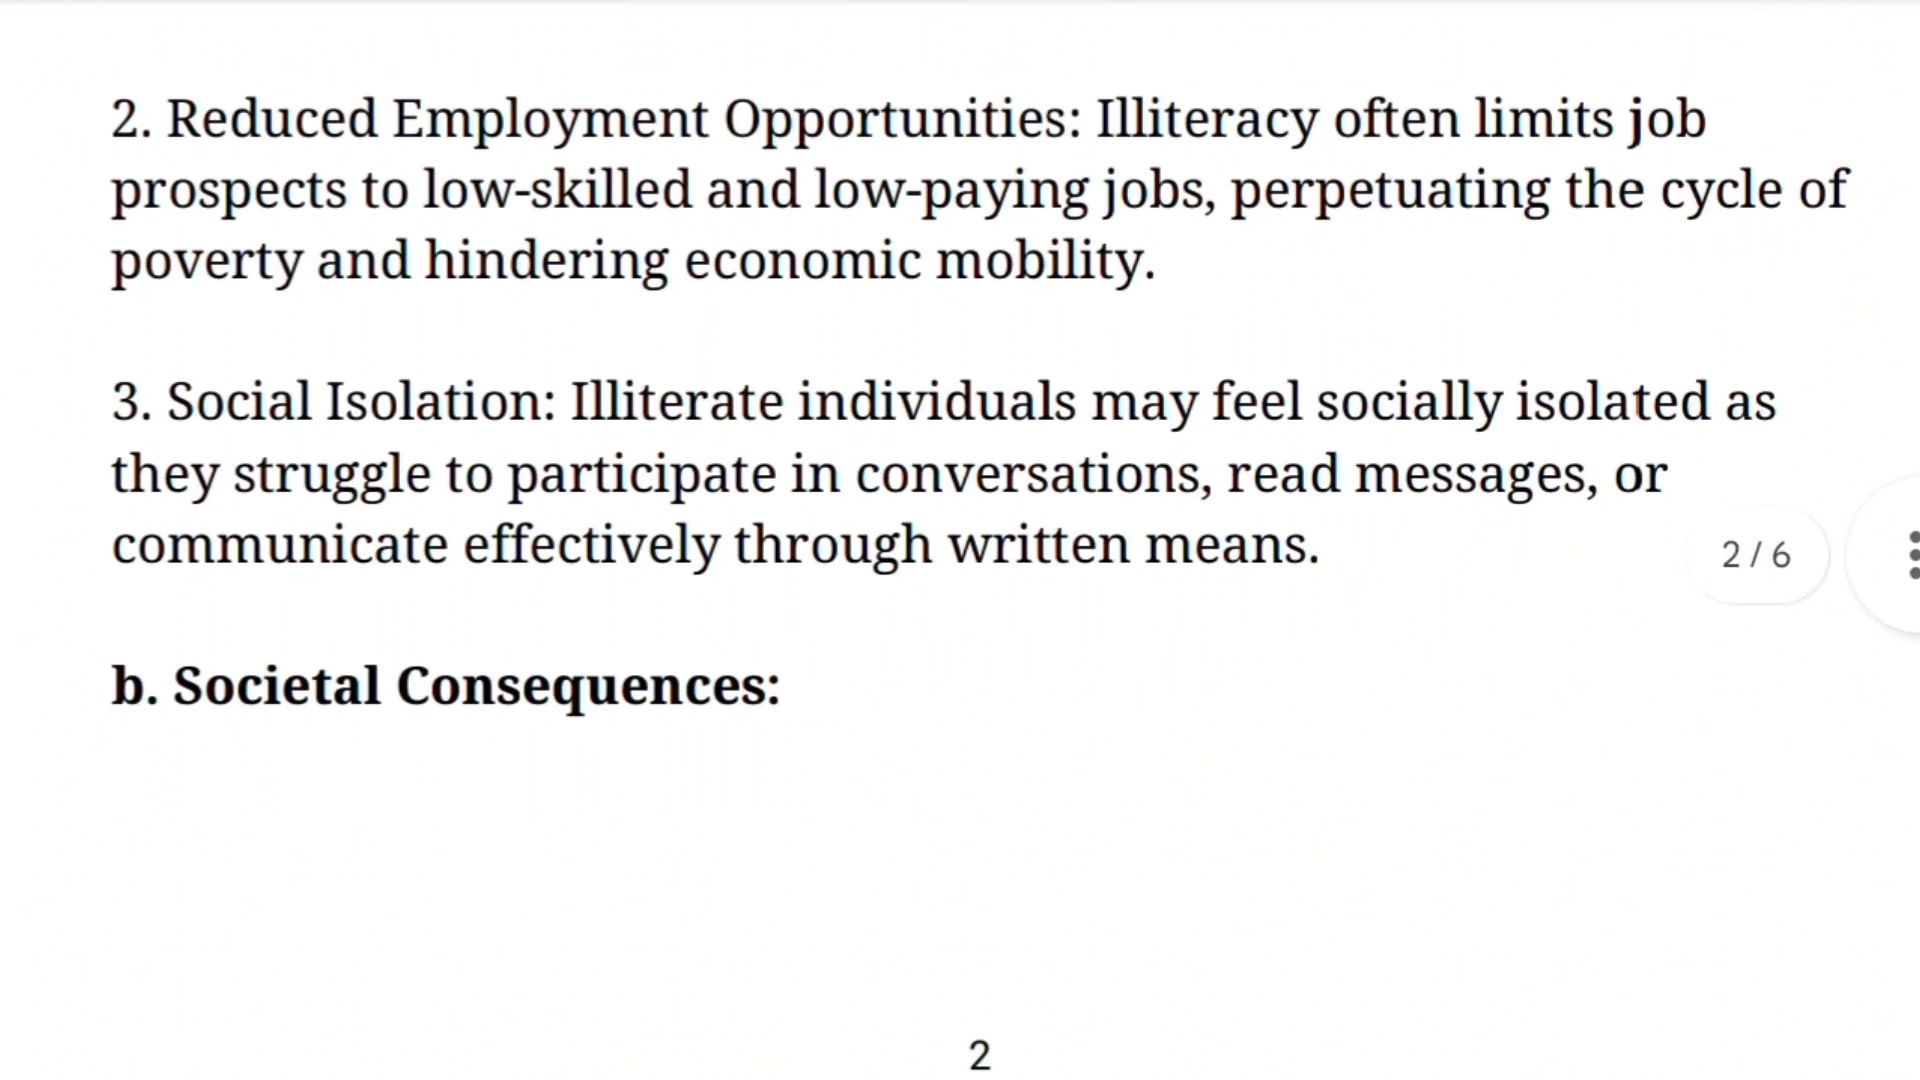 2. Reduced Employment Opportunities: Illiteracy often limits job
prospects to low-skilled and low-paying jobs, perpetuating the cycle of
poverty and hindering economic mobility.
3. Social Isolation: Illiterate individuals may feel socially isolated as
they struggle to participate in conversations, read messages, or
communicate effectively through written means.
2 / 6
b. Societal Consequences:
2